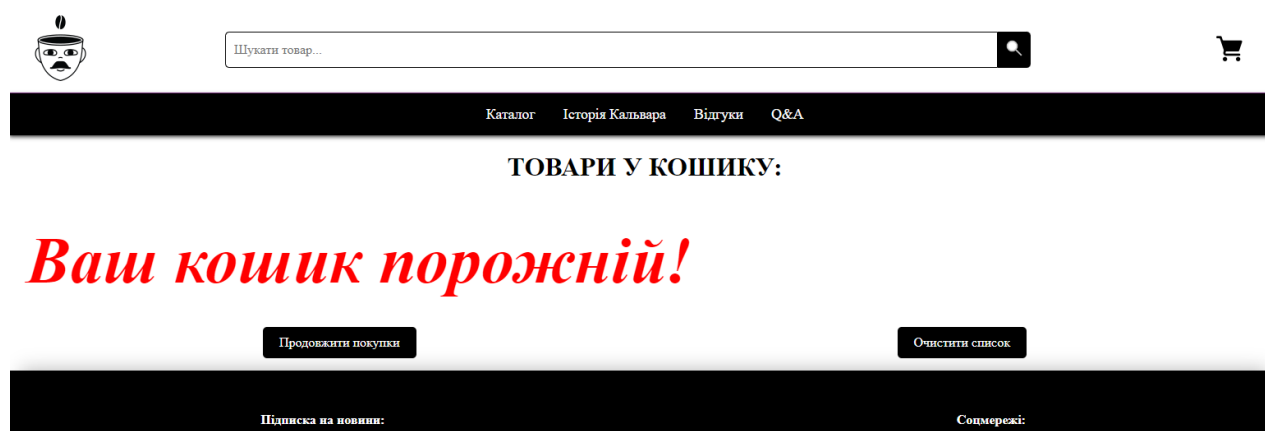 Шукати товар...
Каталог Історія Кальвара Відгуки Q&A
ТОВАРИ У КОШИКУ:
Ваш кошик порожній!
Продовжити покупки Очистити список
Підписка на новини: Соцмережі: